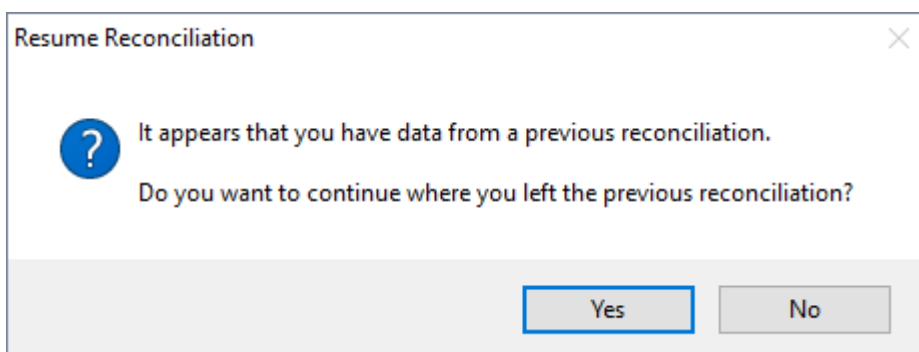 Resume Reconciliation
It appears that you have data from a previous reconciliation.
Do you want to continue where you left the previous reconciliation?
Yes
No